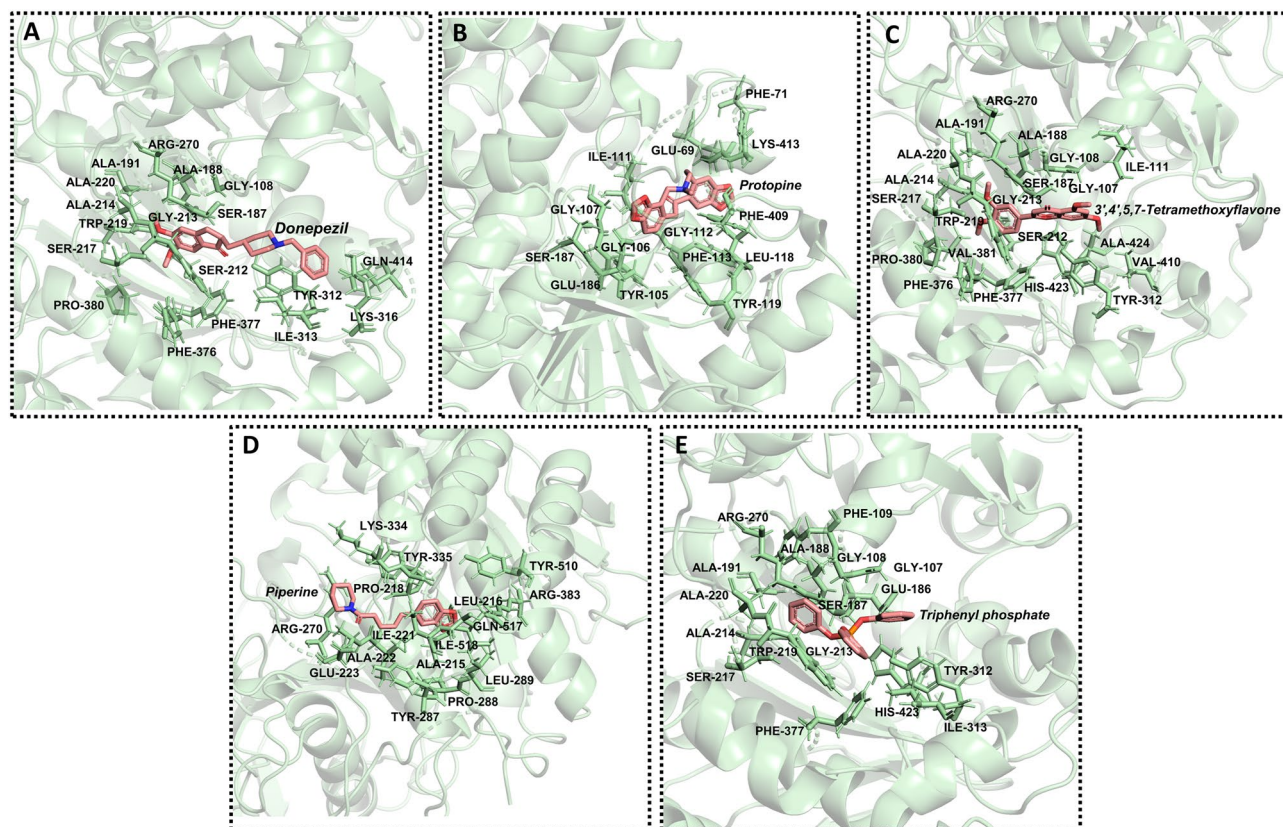 A
ARG-270
ALA-191
ALA-188
ALA-220
GLY-108
ALA-214
GLY-213
SER-187
TRP-219
Donepezil
SER-217
SER-212
GLN-414
TYR-312
PRO-380
LYS-316
PHE-377
ILE-313
PHE-376
B
PHE-71
GLU-69
LYS-413
ILE-111
Protopine
GLY-107
PHE-409
GLY-112
GLY-106
SER-187
PHE-113
LEU-118
GLU-186
TYR-105
TYR-119
C
ARG-270
ALA-191
ALA-188
ALA-220
GLY-108
ILE-111
ALA-214
SER-187
GLY-107
SER-217
GLY-213
3',4',5,7-Tetramethoxyflavone
TRP-219
SER-212
ALA-424
PRO-380
VAL-381
VAL-410
PHE-376
PHE-377
HIS-423
TYR-312
D
LYS-334
TYR-335
TYR-510
Piperine
PRO-218
ARG-383
LEU-216
GLN-517
ARG-270
ILE-221
ILE-518
ALA-222
ALA-215
GLU-223
LEU-289
PRO-288
TYR-287
E
PHE-109
ARG-270
ALA-188
GLY-108
GLY-107
ALA-191
GLU-186
ALA-220
SER-187
Triphenyl phosphate
ALA-214
TRP-219
GLY-213
SER-217
TYR-312
HIS-423
PHE-377
ILE-313